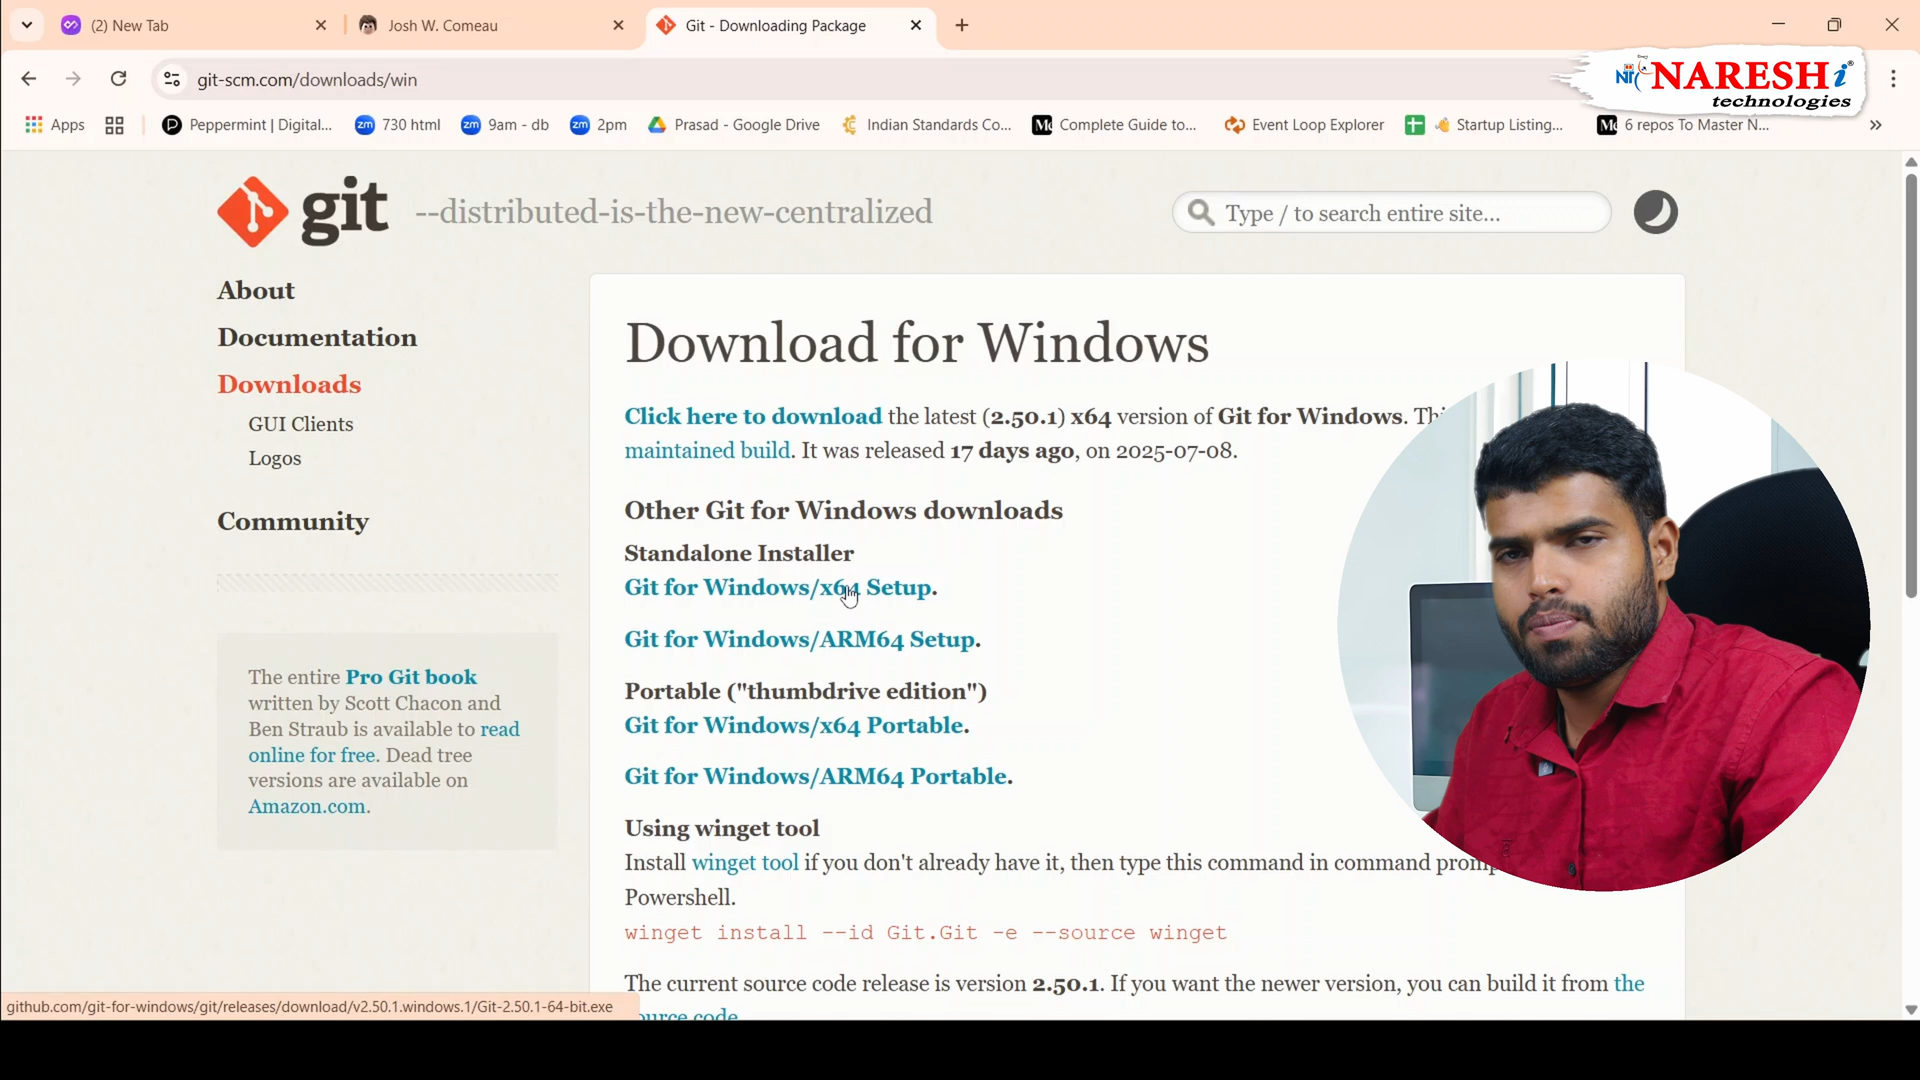 (2) New Tab
Josh W. Comeau
Git - Downloading Package
git-scm.com/downloads/win
NARESH i
technologies
Apps
Peppermint | Digital...
730 html
9am - db
2pm
Prasad - Google Drive
Indian Standards Co...
Complete Guide to...
Event Loop Explorer
Startup Listing...
6 repos To Master N...
git --distributed-is-the-new-centralized
Type / to search entire site...
About
Documentation
Downloads
GUI Clients
Logos
Community
The entire Pro Git book
written by Scott Chacon and
Ben Straub is available to read
online for free. Dead tree
versions are available on
Amazon.com.
Download for Windows
Click here to download the latest (2.50.1) x64 version of Git for Windows.
maintained build. It was released 17 days ago, on 2025-07-08.
Other Git for Windows downloads
Standalone Installer
Git for Windows/x64 Setup.
Git for Windows/ARM64 Setup.
Portable ("thumbdrive edition")
Git for Windows/x64 Portable.
Git for Windows/ARM64 Portable.
Using winget tool
Install winget tool if you don't already have it, then type this command in command
Powershell.
winget install --id Git.Git -e --source winget
The current source code release is version 2.50.1. If you want the newer version, you can build it from the
source code.
github.com/git-for-windows/git/releases/download/v2.50.1.windows.1/Git-2.50.1-64-bit.exe